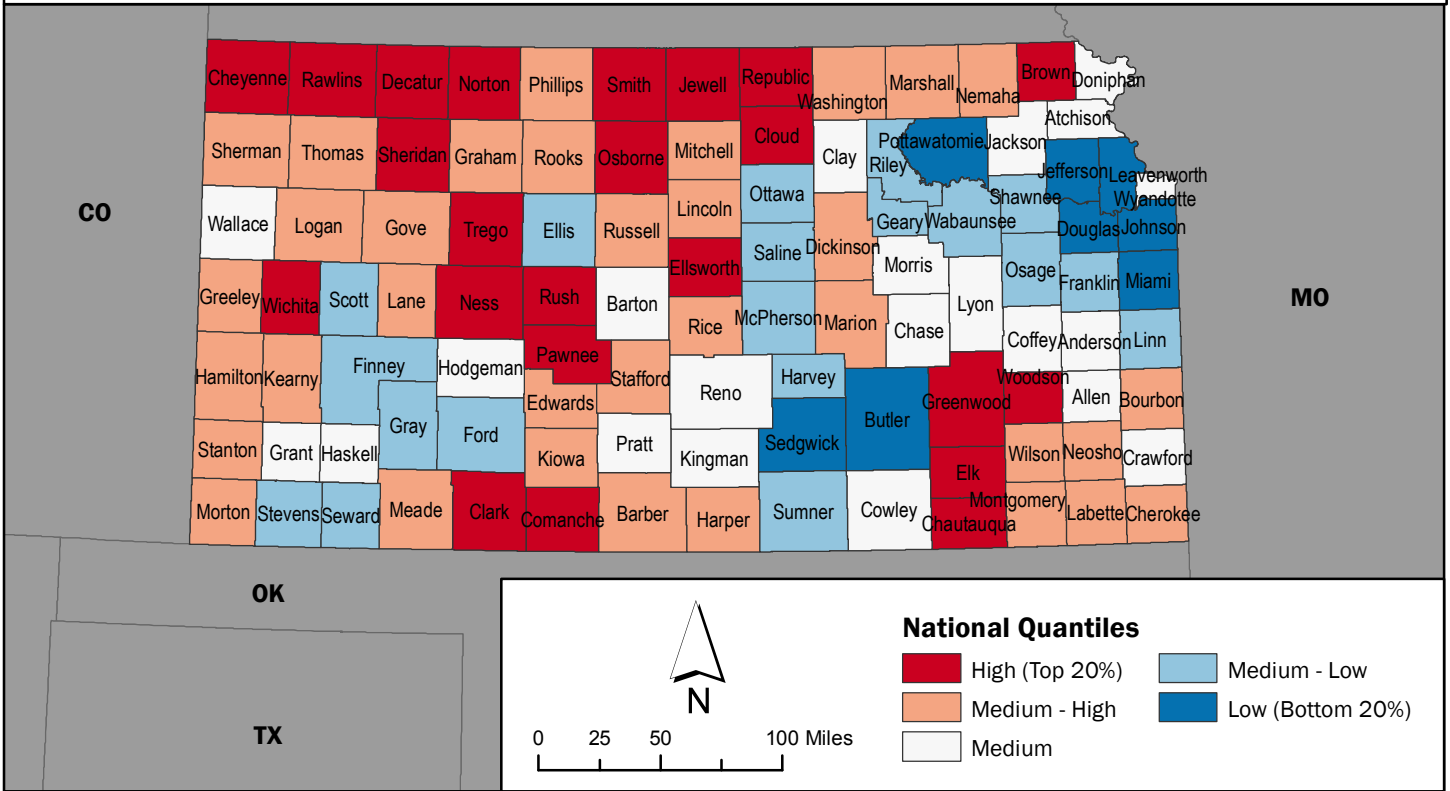 Cheyenne Rawlins Decatur Norton Phillips Smith Jewell Republic Washington Marshall Nemaha Brown Doniphan
Atchison
Sherman Thomas Sheridan Graham Rooks Osborne Mitchell Cloud Clay Riley Pottawatomie Jackson Jefferson Leavenworth
Wyandotte
Wallace Logan Gove Trego Ellis Russell Lincoln Ottawa Geary Wabaunsee Shawnee Douglas Johnson
CO
Saline Dickinson
Ellsworth
Morris
Greeley Wichita Scott Lane Ness Rush Barton Rice McPherson Marion Chase Lyon Osage Franklin Miami
MO
Pawnee
Coffey Anderson Linn
Hamilton Kearny Finney Hodgeman Edwards Stafford Reno Harvey Butler Greenwood Woodson Allen Bourbon
Stanton Grant Haskell Gray Ford Kiowa Pratt Kingman Sedgwick Elk Wilson Neosho Crawford
Morton Stevens Seward Meade Clark Comanche Barber Harper Sumner Cowley Chautauqua Montgomery Labette Cherokee
OK
TX
N
0 25 50 100 Miles
National Quantiles
High (Top 20%)
Medium - High
Medium
Medium - Low
Low (Bottom 20%)